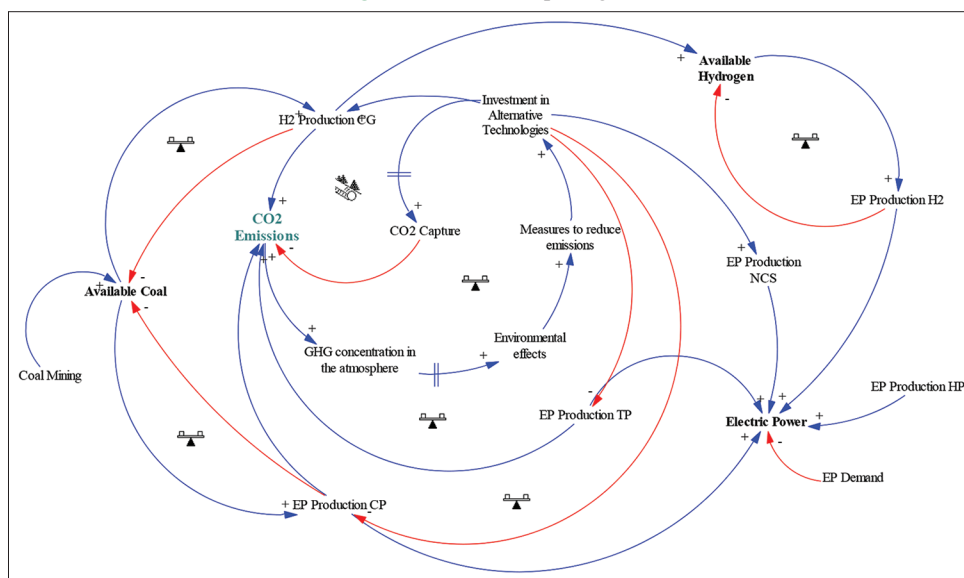 Available
Hydrogen
Investment in
Alternative
Technologies
H2 Production CG
EP Production H2
CO2
Emissions
CO2 Capture
Measures to reduce
emissions
EP Production
NCS
Available Coal
GHG concentration in
the atmosphere
Environmental
effects
Coal Mining
EP Production HP
EP Production TP
Electric Power
EP Demand
EP Production CP